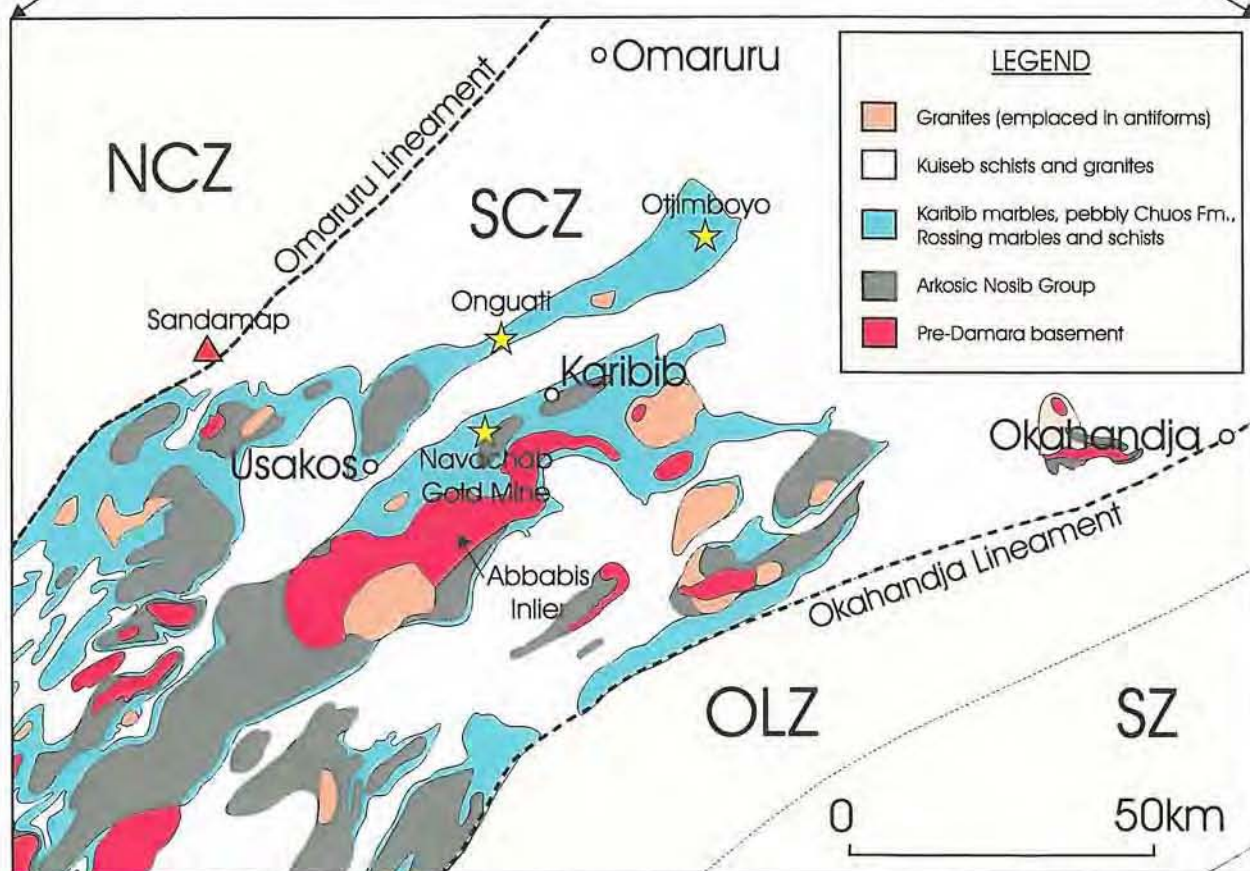 Omaruru
LEGEND
Granites (emplaced in antiforms)
Kuiseb schists and granites
Karibib marbles, pebbly Chuos Fm.,
Rossing marbles and schists
Arkosic Nosib Group
Pre-Damara basement
NCZ
Omaruru Lineament
SCZ
Otjimboyo
Onguati
Sandamap
Karibib
Okahandja
Usakos
Navachab
Gold Mine
Abbabis
Inlier
Okahandja Lineament
OLZ
SZ
0
50km